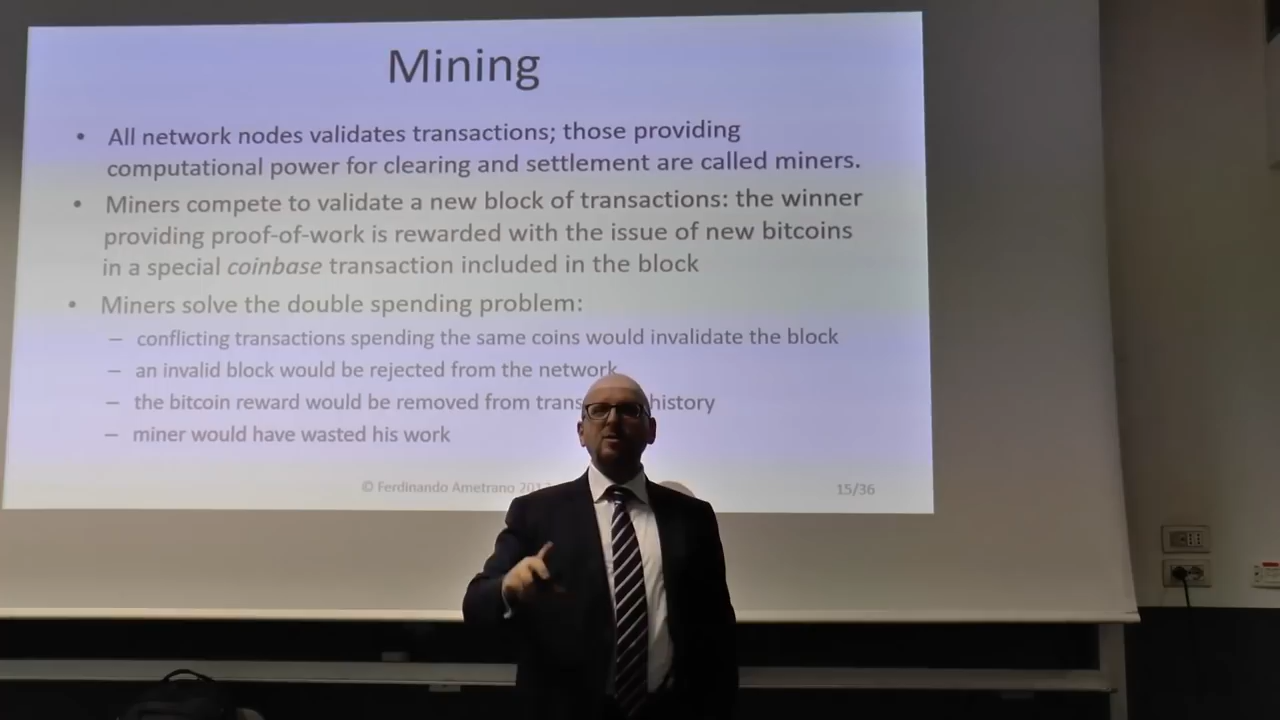 Mining
• All network nodes validates transactions; those providing
computational power for clearing and settlement are called miners.
• Miners compete to validate a new block of transactions: the winner
providing proof-of-work is rewarded with the issue of new bitcoins
in a special coinbase transaction included in the block
• Miners solve the double spending problem:
– conflicting transactions spending the same coins would invalidate the block
– an invalid block would be rejected from the network
– the bitcoin reward would be removed from history
– miner would have wasted his work
© Ferdinando Ametrano
15/36